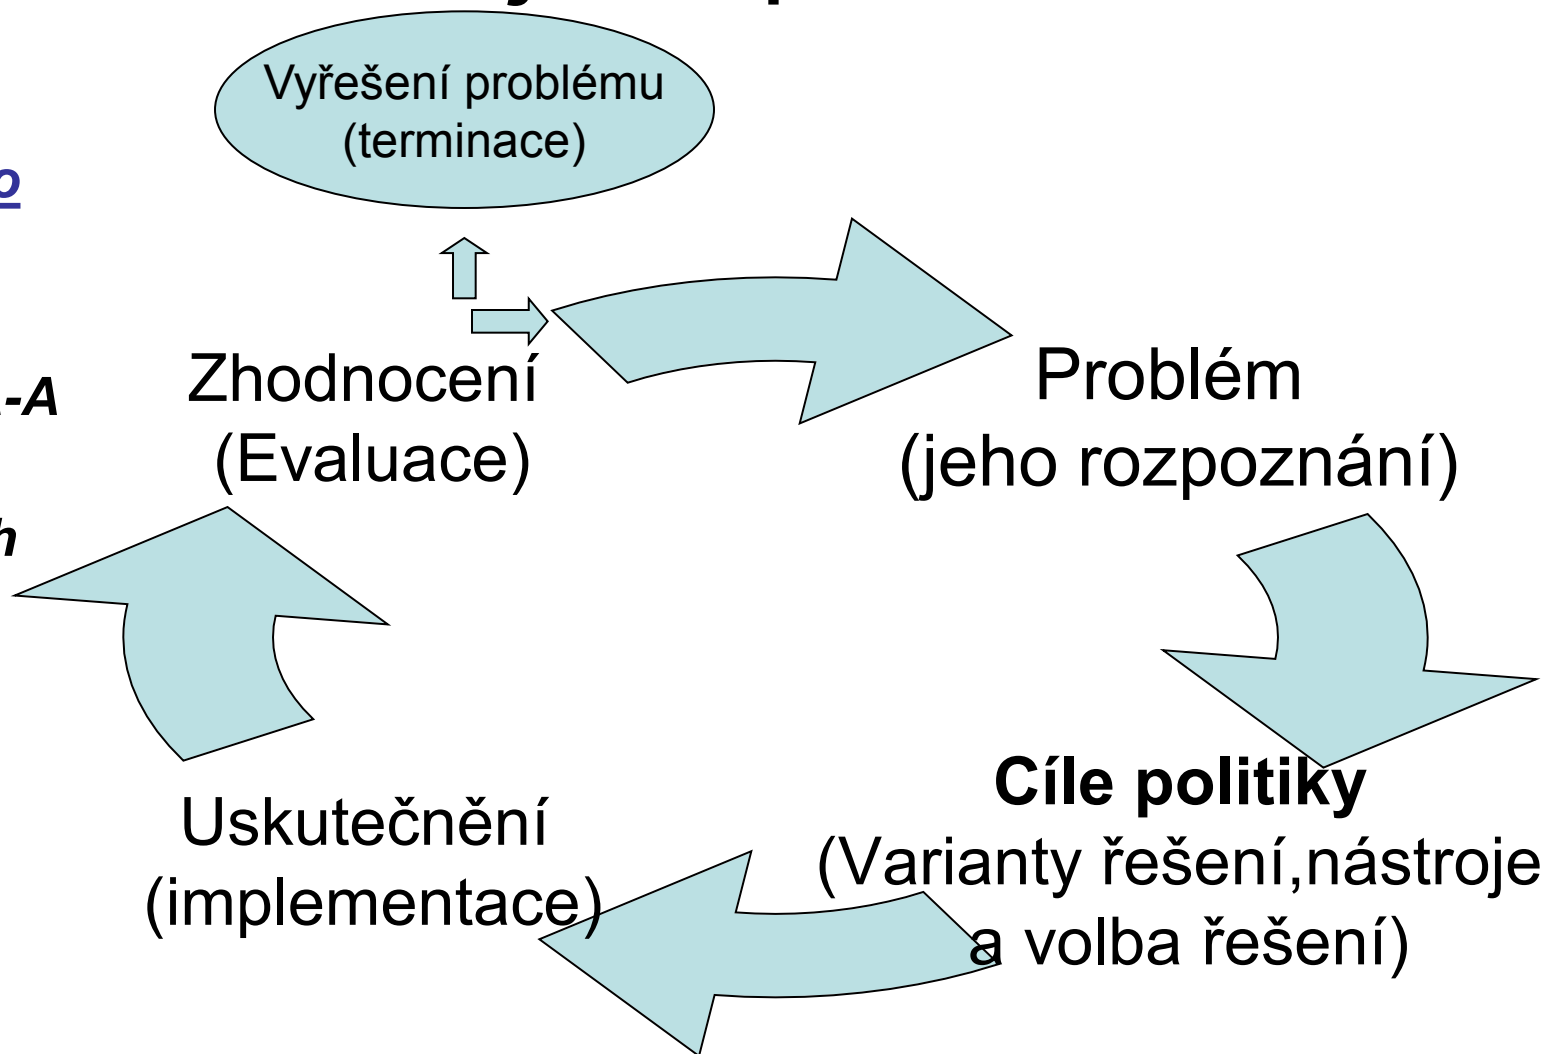 Vyřešení problému
(terminace)
Zhodnocení
(Evaluace)
Problém
(jeho rozpoznání)
Cíle politiky
(Varianty řešení,nástroje
a volba řešení)
Uskutečnění
(implementace)